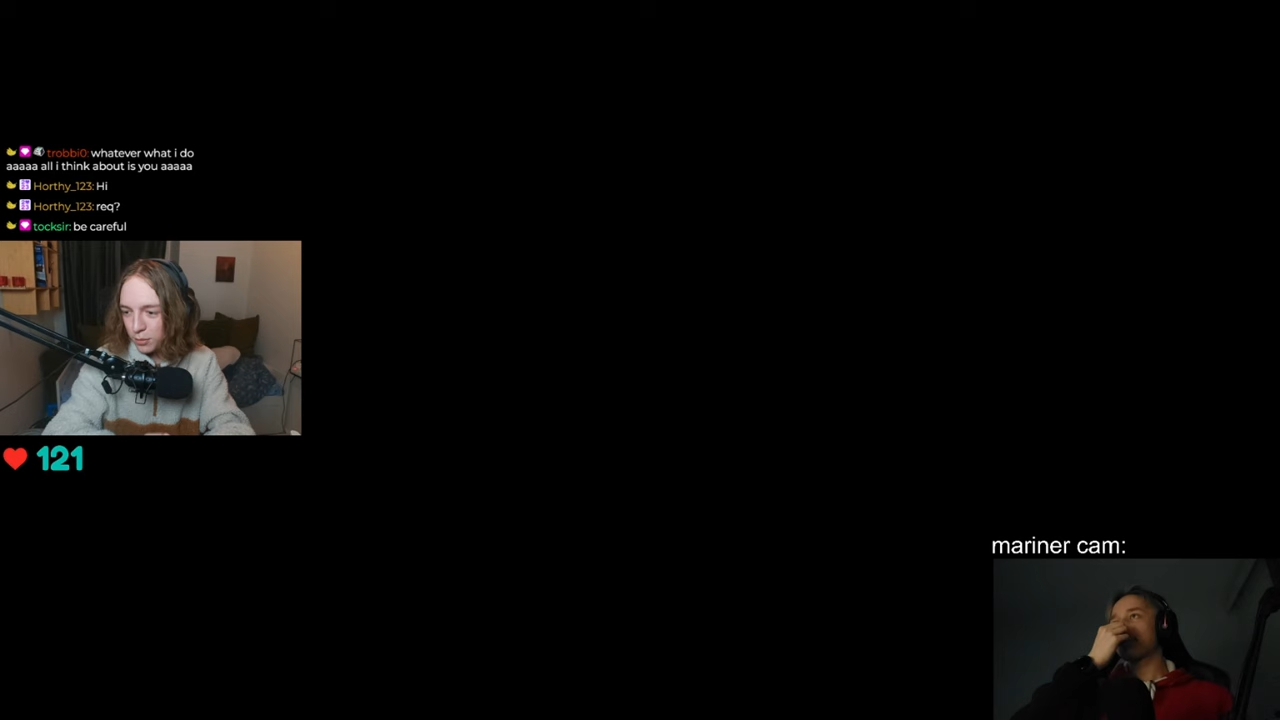 trobbi0: whatever what i do
aaaaa all i think about is you aaaaa
Horthy_123: Hi
Horthy_123: req?
tocksir: be careful
121
mariner cam: